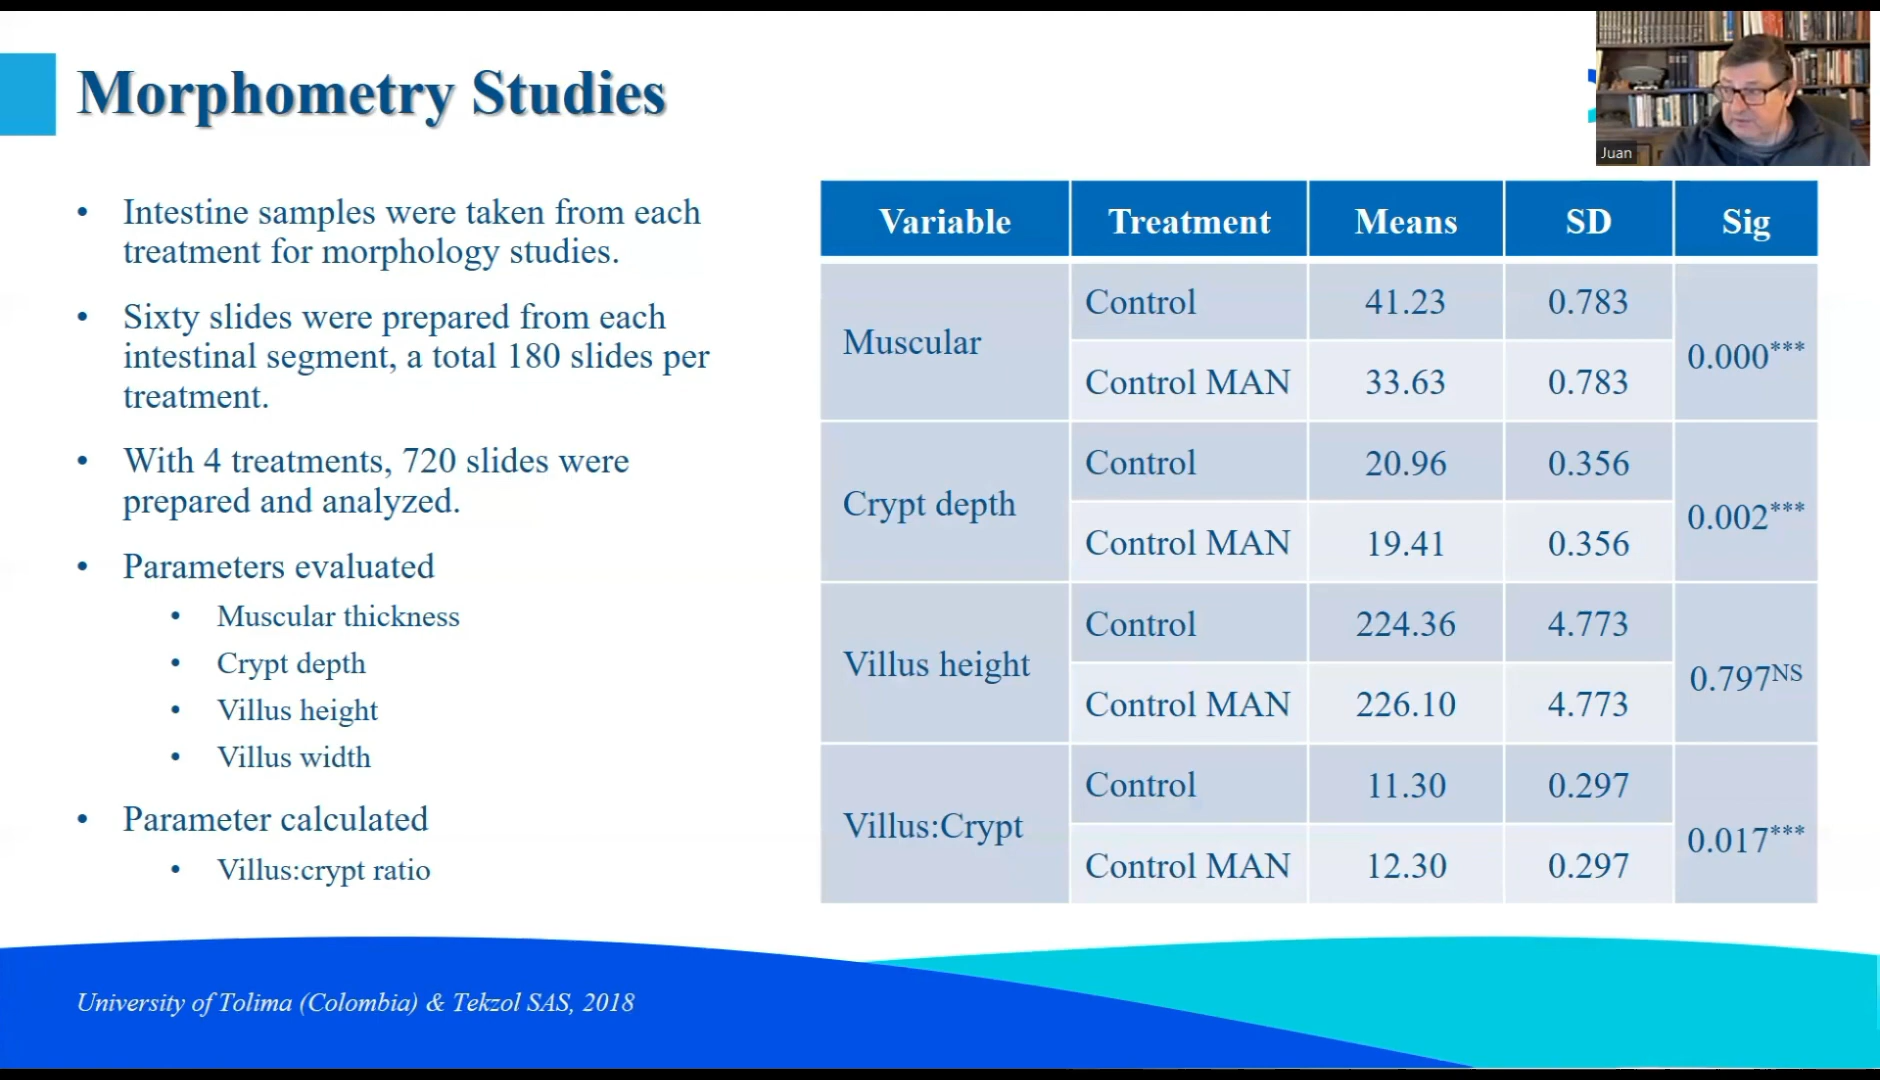 Morphometry Studies
Juan
• Intestine samples were taken from each
treatment for morphology studies.
• Sixty slides were prepared from each
intestinal segment, a total 180 slides per
treatment.
• With 4 treatments, 720 slides were
prepared and analyzed.
• Parameters evaluated
• Muscular thickness
• Crypt depth
• Villus height
• Villus width
• Parameter calculated
• Villus:crypt ratio
Variable Treatment Means SD Sig
Muscular Control 41.23 0.783 0.000***
Control MAN 33.63 0.783
Crypt depth Control 20.96 0.356 0.002***
Control MAN 19.41 0.356
Villus height Control 224.36 4.773 0.797NS
Control MAN 226.10 4.773
Villus:Crypt Control 11.30 0.297 0.017***
Control MAN 12.30 0.297
University of Tolima (Colombia) & Tekzol SAS, 2018